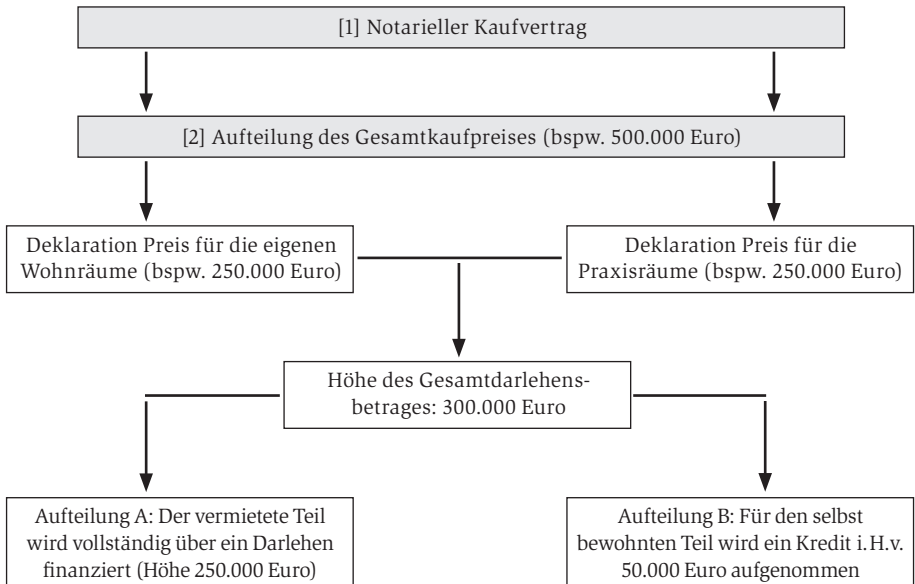 [1] Notarieller Kaufvertrag
[2] Aufteilung des Gesamtkaufpreises (bspw. 500.000 Euro)
Deklaration Preis für die eigenen
Wohnräume (bspw. 250.000 Euro)
Deklaration Preis für die
Praxisräume (bspw. 250.000 Euro)
Höhe des Gesamtdarlehens-
betrages: 300.000 Euro
Aufteilung A: Der vermietete Teil
wird vollständig über ein Darlehen
finanziert (Höhe 250.000 Euro)
Aufteilung B: Für den selbst
bewohnten Teil wird ein Kredit i. H. v.
50.000 Euro aufgenommen